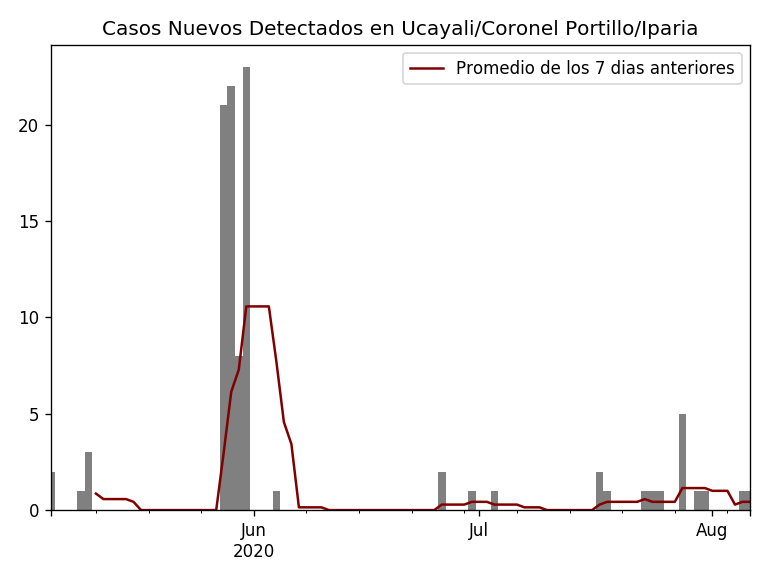 Casos Nuevos Detectados en Ucayali/Coronel Portillo/Iparia
Promedio de los 7 dias anteriores
20
15
10
5
0
Jun
2020
Jul
Aug